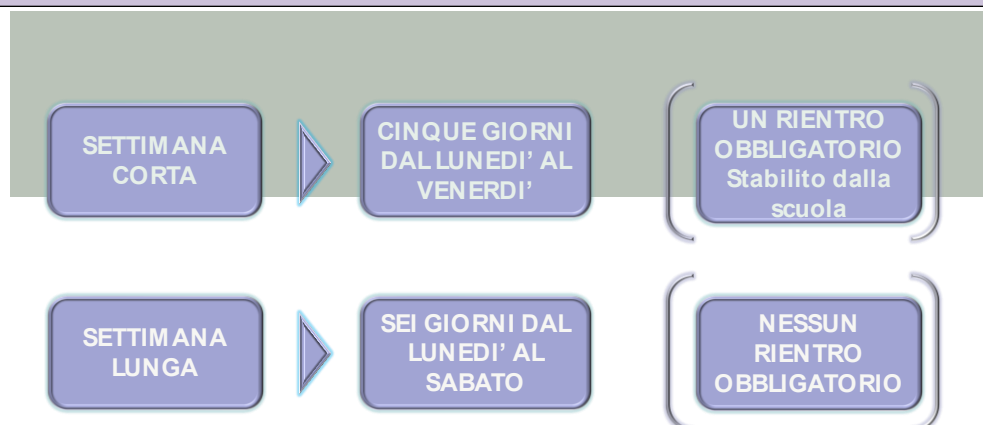 SETTIMANA
CORTA
CINQUE GIORNI
DAL LUNEDI’ AL
VENERDI’
UN RIENTRO
OBBLIGATORIO
Stabilito dalla
scuola
SETTIMANA
LUNGA
SEI GIORNI DAL
LUNEDI’ AL
SABATO
NESSUN
RIENTRO
OBBLIGATORIO